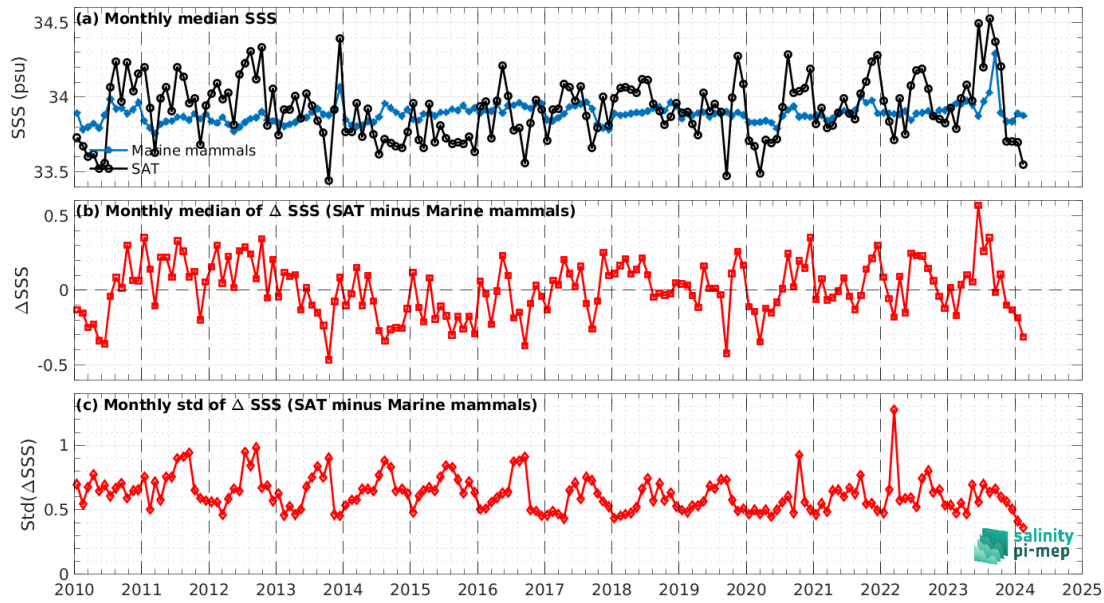 (a) Monthly median SSS
34.5
34
33.5
SSS (psu)
Marine mammals
SAT
(b) Monthly median of Δ SSS (SAT minus Marine mammals)
0.5
0
-0.5
ΔSSS
(c) Monthly std of Δ SSS (SAT minus Marine mammals)
1
0.5
0
Std(ΔSSS)
salinity
pi-mep
2010 2011 2012 2013 2014 2015 2016 2017 2018 2019 2020 2021 2022 2023 2024 2025